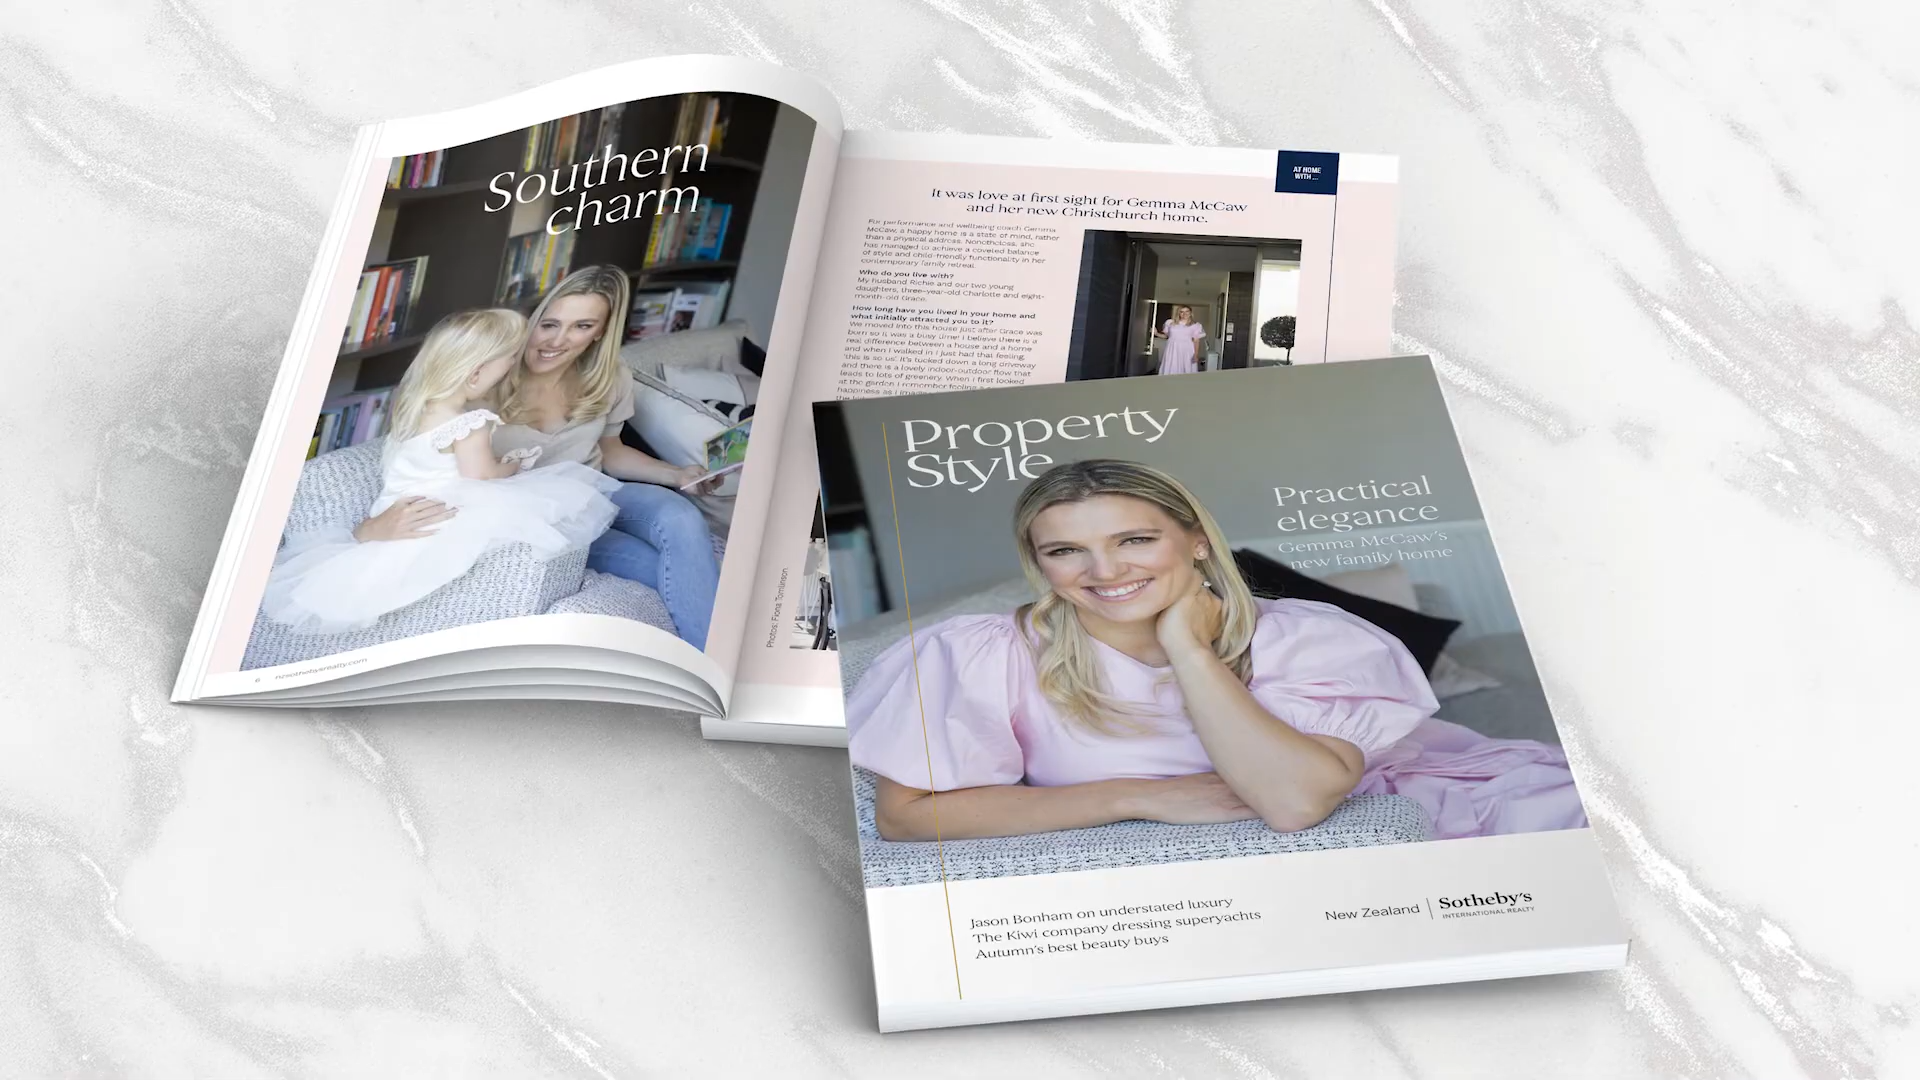 Southern
charm
6 nzsothebysrealty.com
AT HOME
WITH ...
It was love at first sight for Gemma McCaw
and her new Christchurch home.
For performance and wellbeing coach Gemma
McCaw, a happy home is a state of mind, rather
than a physical address. Nonetheless, she
has managed to achieve a coveted balance
of style and child-friendly functionality in her
contemporary family retreat.
Who do you live with?
My husband Richie and our two young
daughters, three-year-old Charlotte and eight-
month-old Grace.
How long have you lived in your home and
what initially attracted you to it?
We moved into this house just after Grace was
born so it was a busy time! I believe there is a
real difference between a house and a home
and when I walked in I just had that feeling,
'this is so us'. It's tucked down a long driveway
and there is a lovely indoor-outdoor flow that
leads to lots of greenery. When I first looked
at the garden I remember feeling
happiness as I
Photos: Fiona Tomlinson
Property
Style
Practical
elegance
Gemma McCaw's
new family home
Jason Bonham on understated luxury
The Kiwi company dressing superyachts
Autumn's best beauty buys
New Zealand | Sotheby's
INTERNATIONAL REALTY